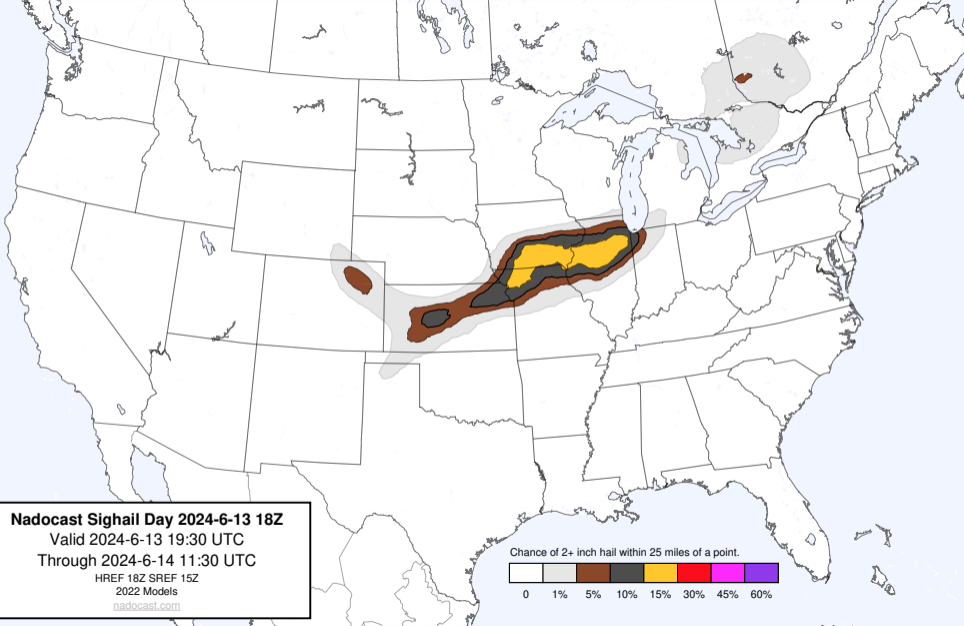 Nadocast Sighail Day 2024-6-13 18Z
Valid 2024-6-13 19:30 UTC
Through 2024-6-14 11:30 UTC
HREF 18Z SREF 15Z
2022 Models
nadocast.com
Chance of 2+ inch hail within 25 miles of a point.
0 1% 5% 10% 15% 30% 45% 60%